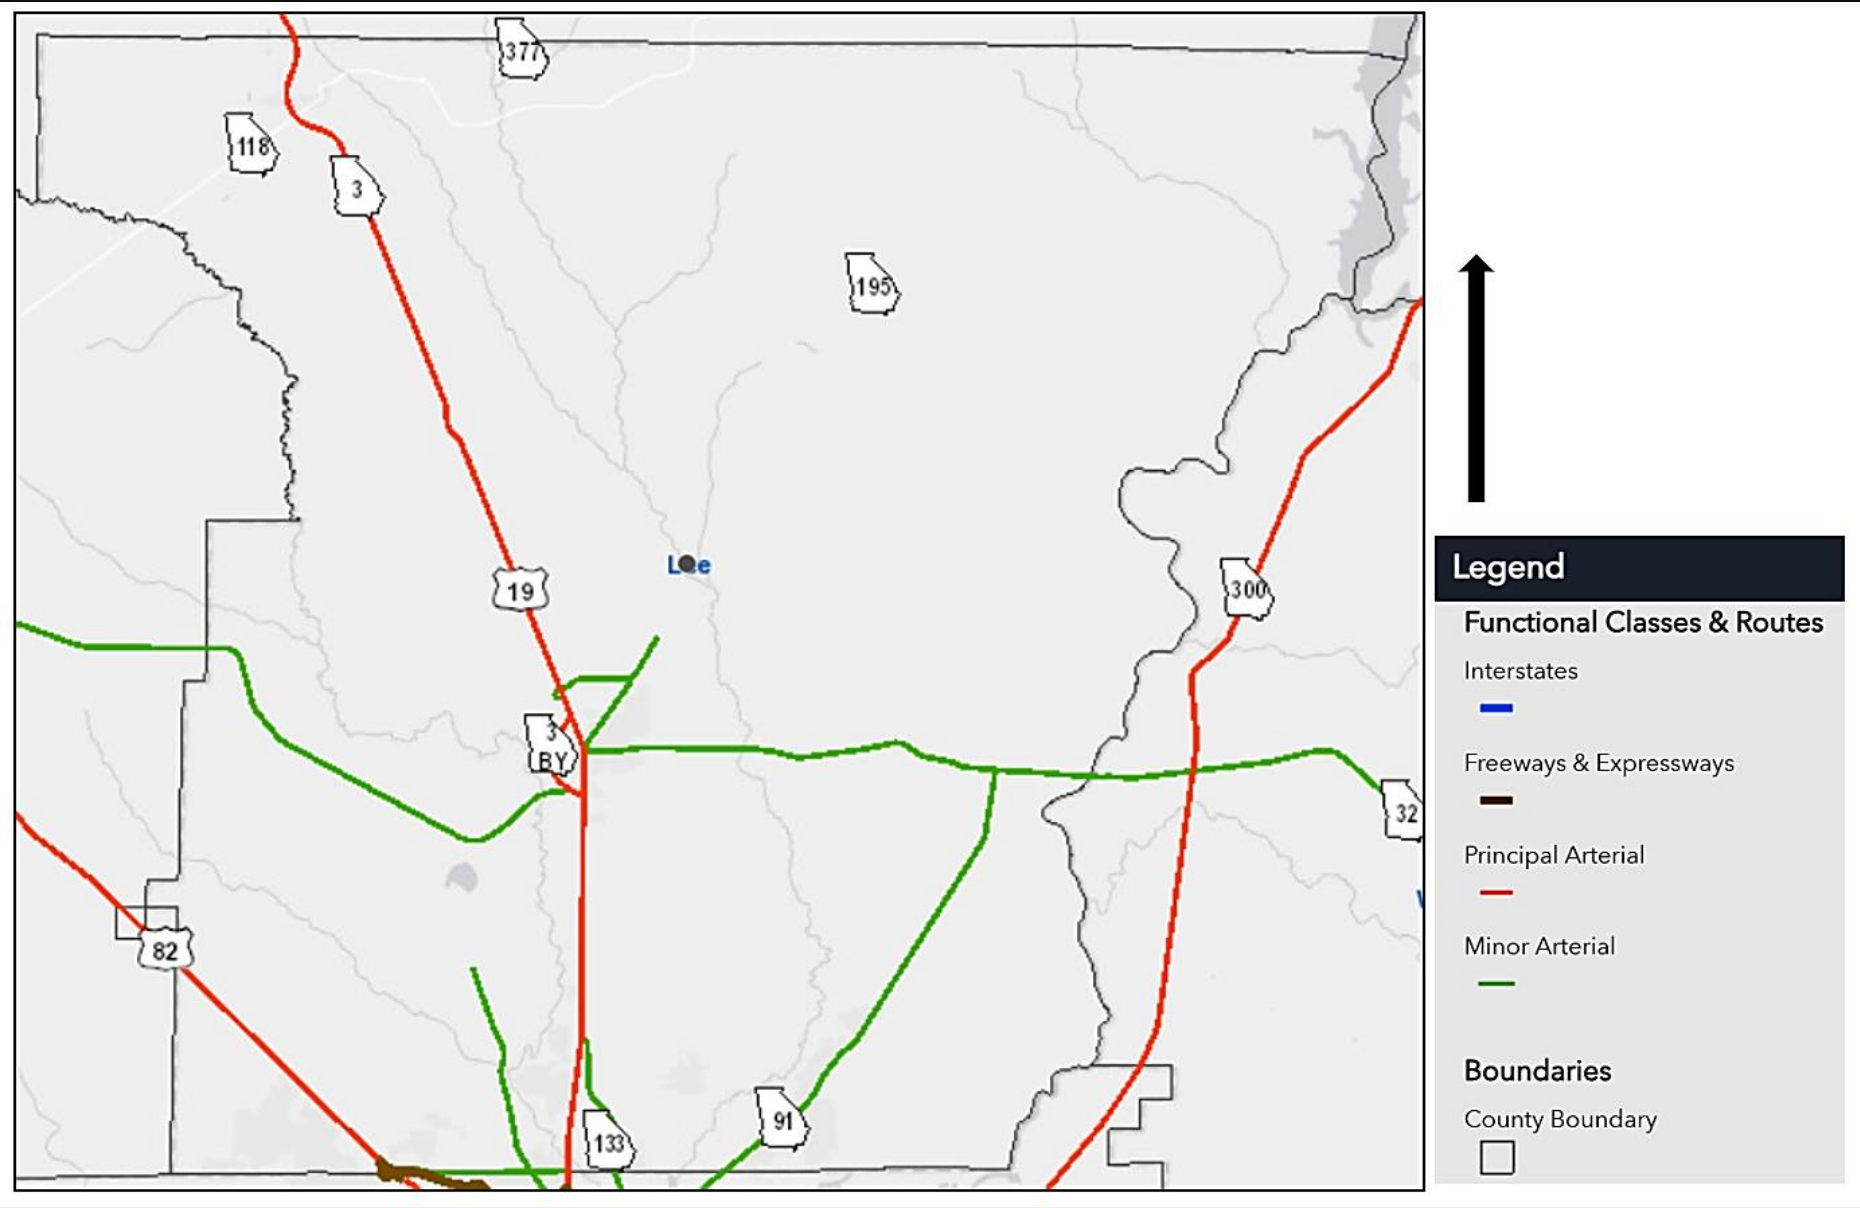 377
118
3
195
Lee
19
300
3
BY
32
82
91
133
Legend
Functional Classes & Routes
Interstates
Freeways & Expressways
Principal Arterial
Minor Arterial
Boundaries
County Boundary